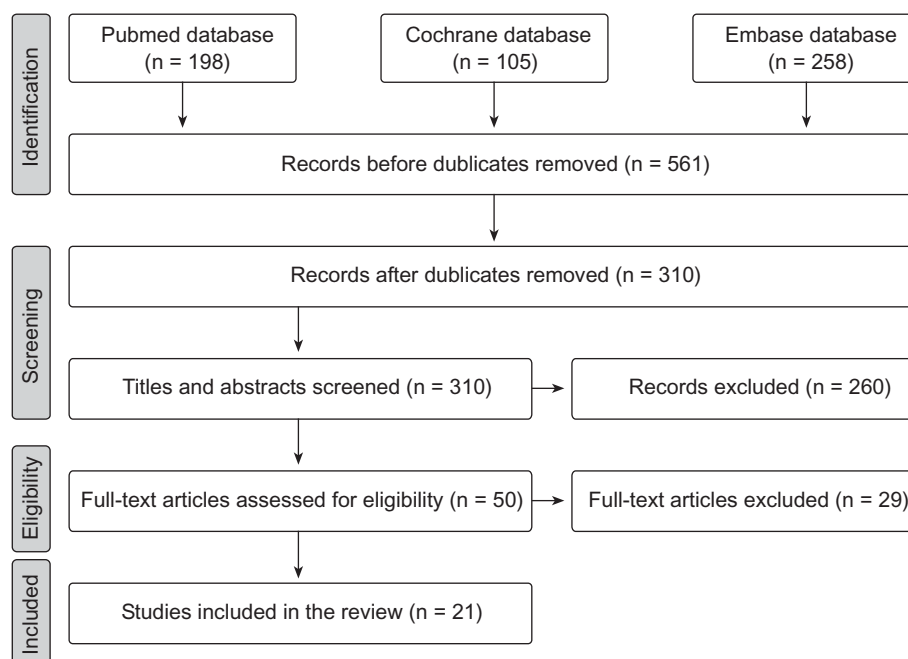 Identification
Pubmed database
(n = 198)
Cochrane database
(n = 105)
Embase database
(n = 258)
Records before dublicates removed (n = 561)
Screening
Records after dublicates removed (n = 310)
Titles and abstracts screened (n = 310)
Records excluded (n = 260)
Eligibility
Full-text articles assessed for eligibility (n = 50)
Full-text articles excluded (n = 29)
Included
Studies included in the review (n = 21)